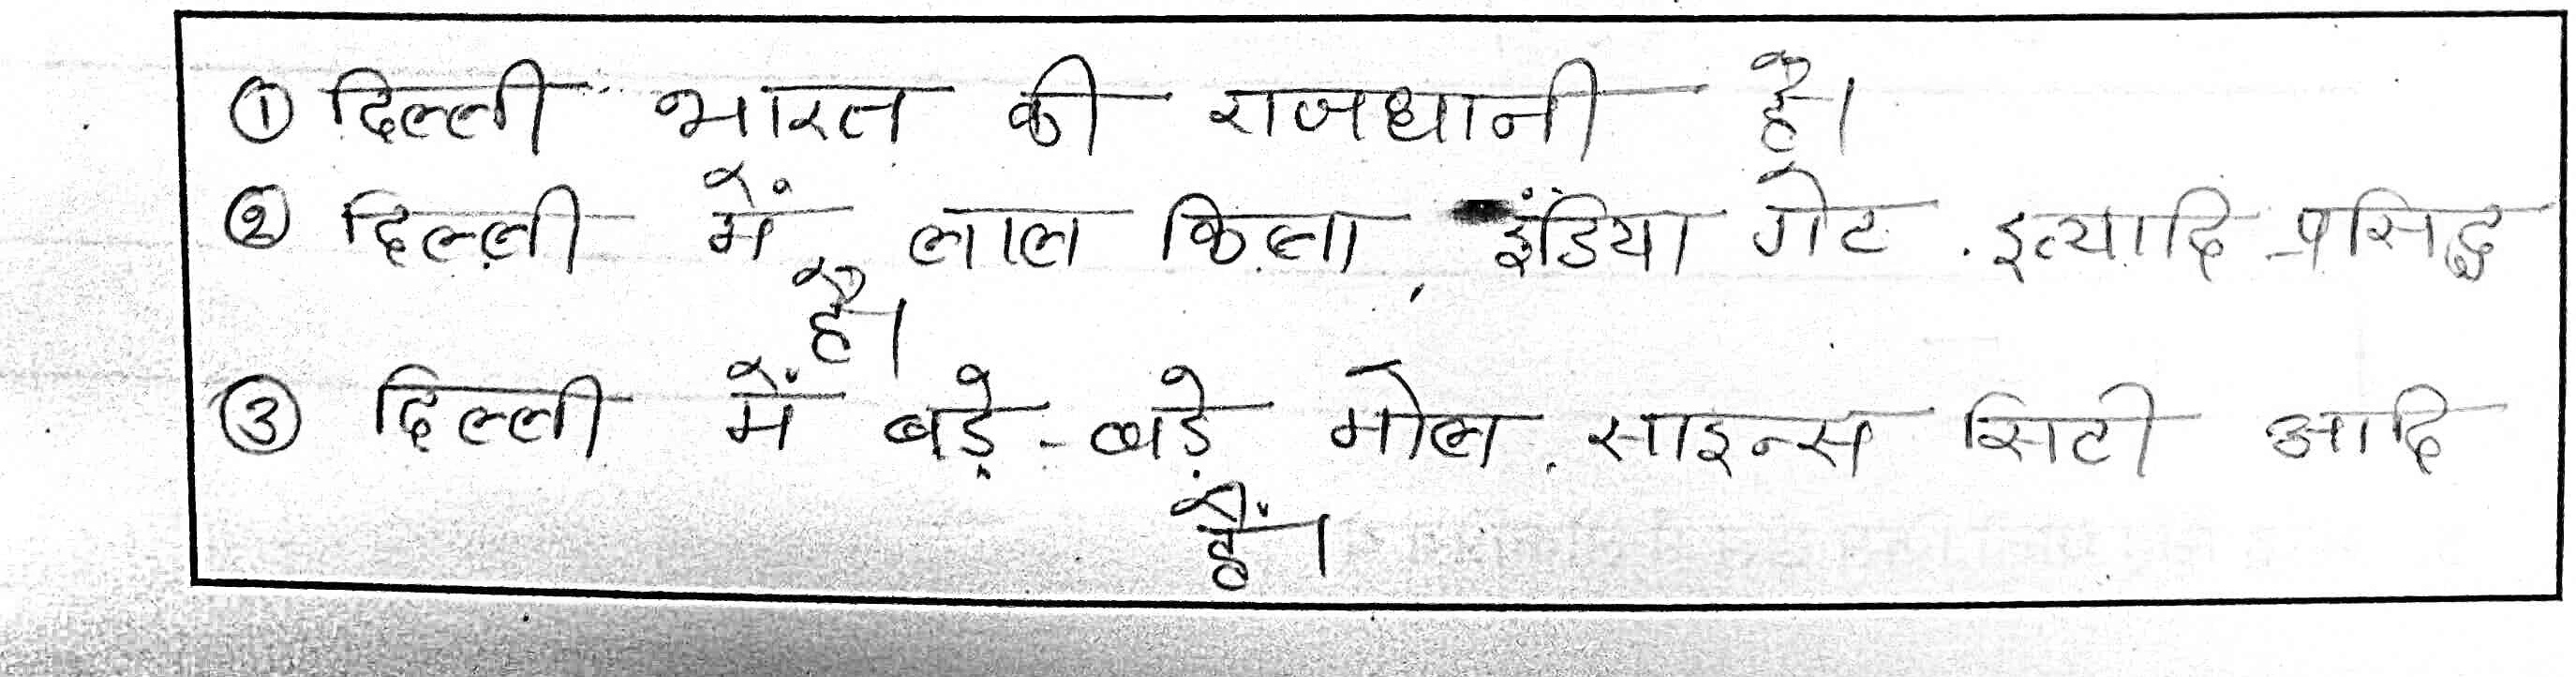 ① दिल्ली भारत की राजधानी है।
② दिल्ली में लाल किला, इंडिया गेट, इत्यादि प्रसिद्ध
है।
③ दिल्ली में बड़े-बड़े मोल, साइन्स सिटी आदि
हैं।